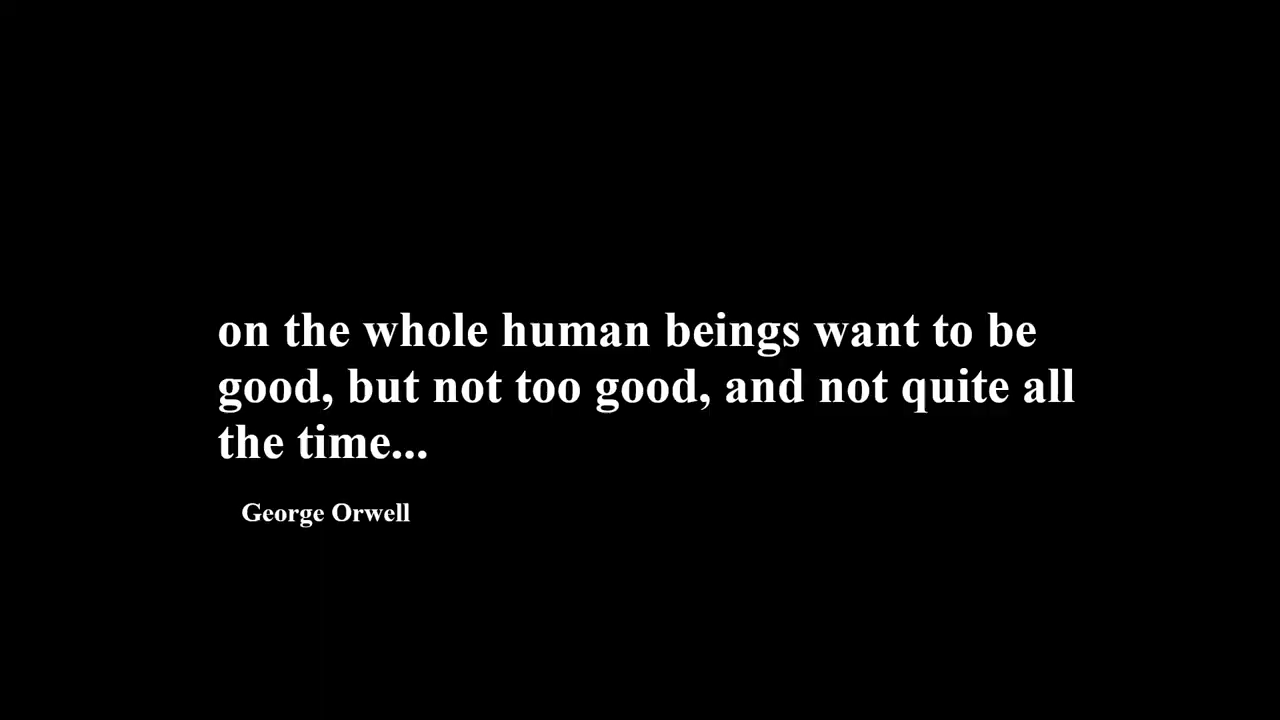 on the whole human beings want to be
good, but not too good, and not quite all
the time...
George Orwell